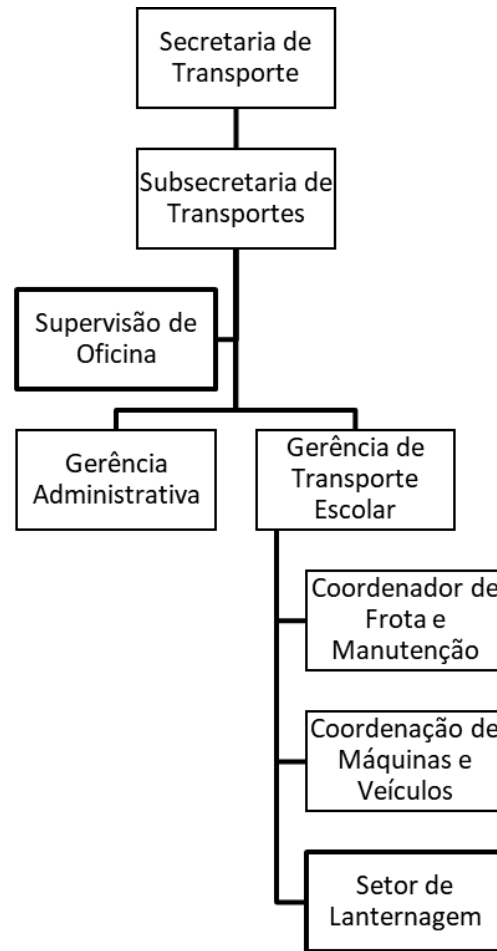 Secretaria de
Transporte
Subsecretaria de
Transportes
Supervisão de
Oficina
Gerência
Administrativa
Gerência de
Transporte
Escolar
Coordenador de
Frota e
Manutenção
Coordenação de
Máquinas e
Veículos
Setor de
Lanternagem